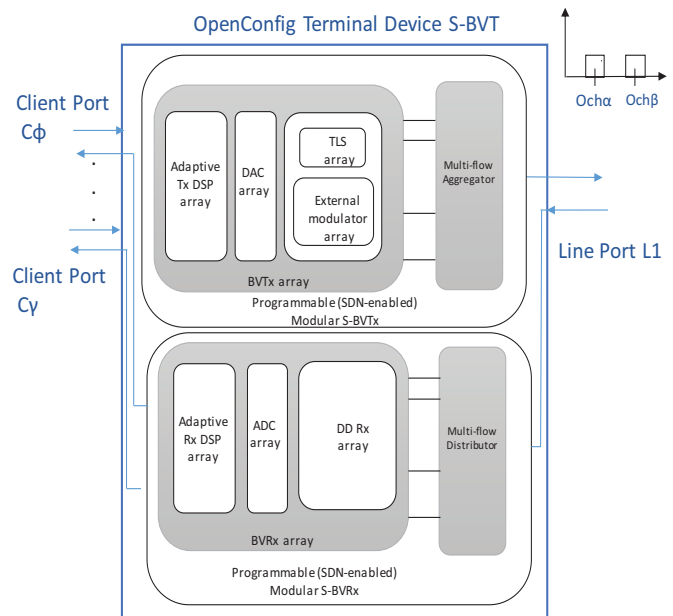 OpenConfig Terminal Device S-BVT
Ochα
Ochβ
Client Port
Cϕ
.
.
.
Client Port
Cγ
Line Port L1
Adaptive
Tx DSP
array
DAC
array
TLS
array
External
modulator
array
BVTx array
Multi-flow
Aggregator
Programmable (SDN-enabled)
Modular S-BVTx
Adaptive
Rx DSP
array
ADC
array
DD Rx
array
BVRx array
Multi-flow
Distributor
Programmable (SDN-enabled)
Modular S-BVRx